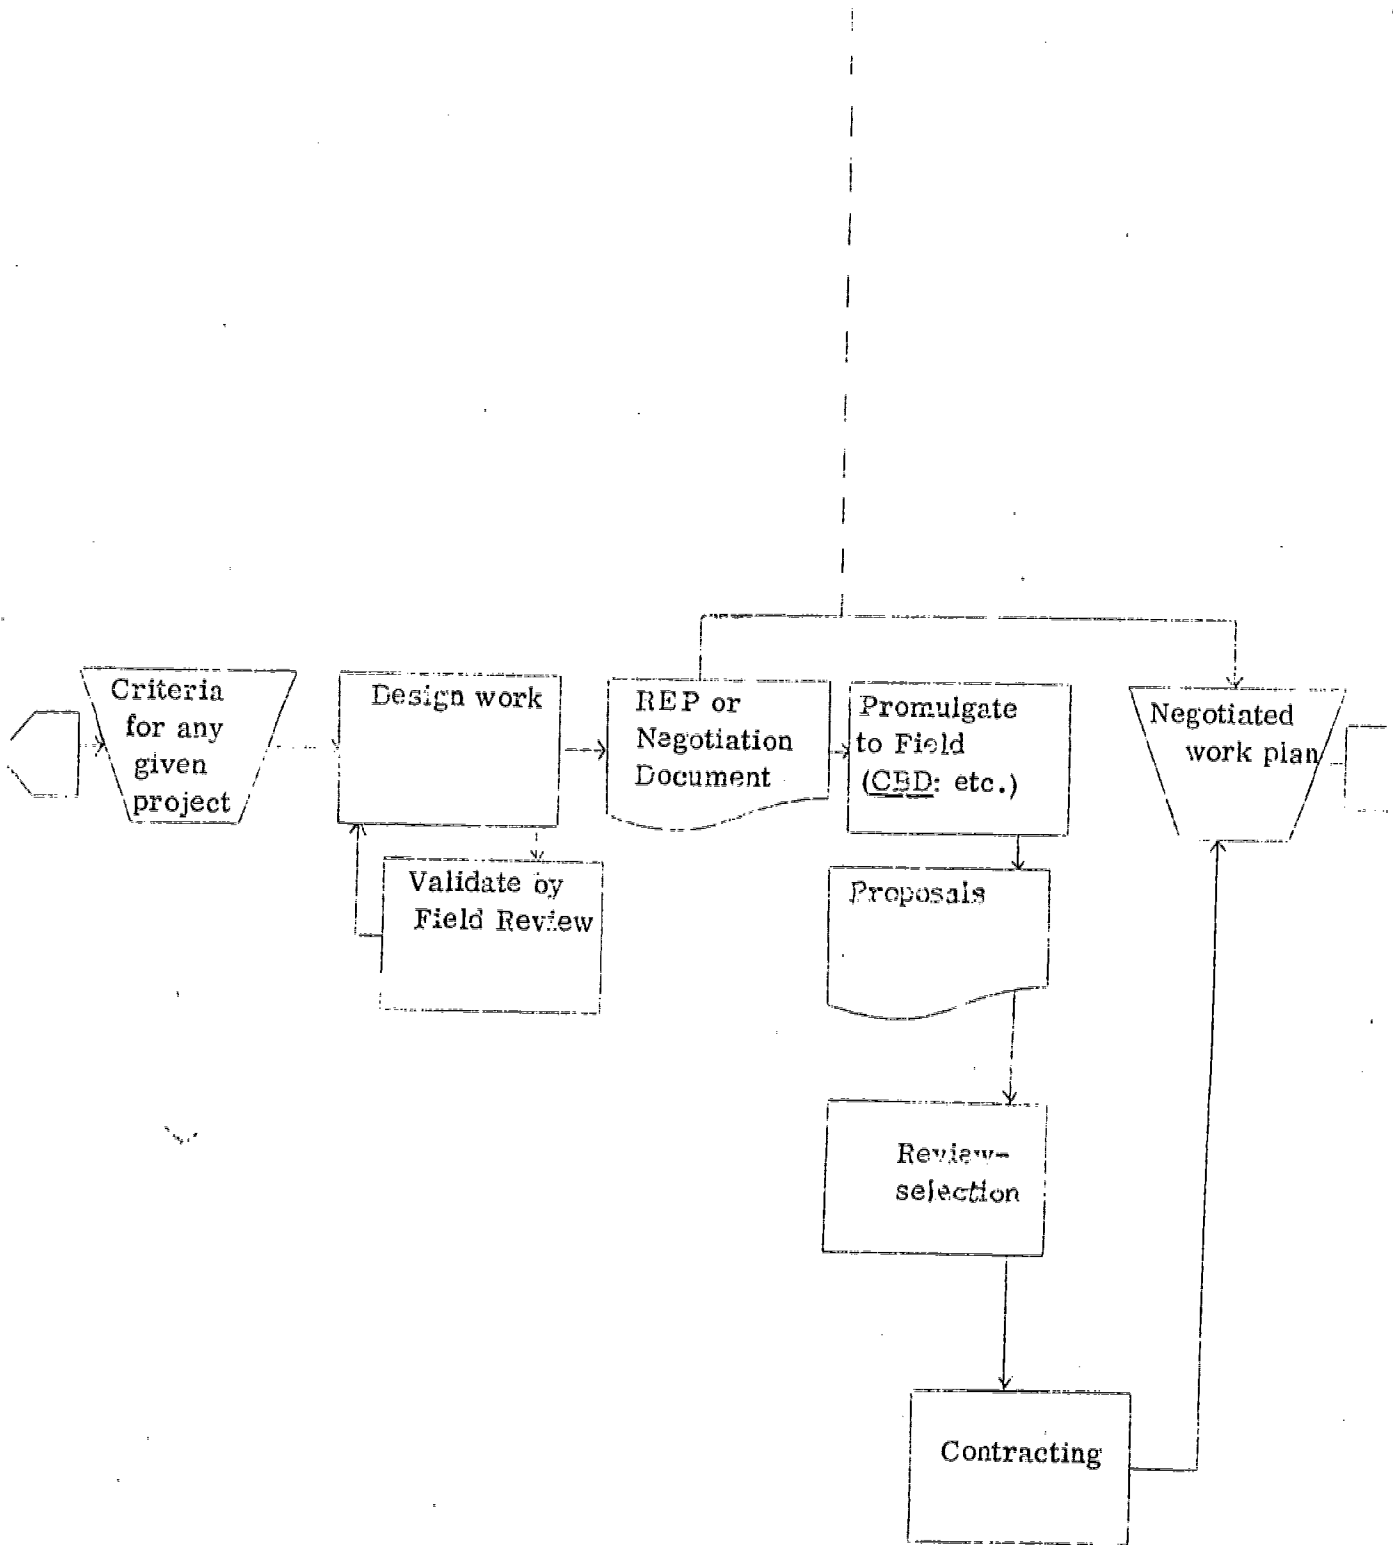 Criteria
for any
given
project
Design work
Validate by
Field Review
REP or
Negotiation
Document
Promulgate
to Field
(CBD: etc.)
Proposals
Review-
selection
Contracting
Negotiated
work plan